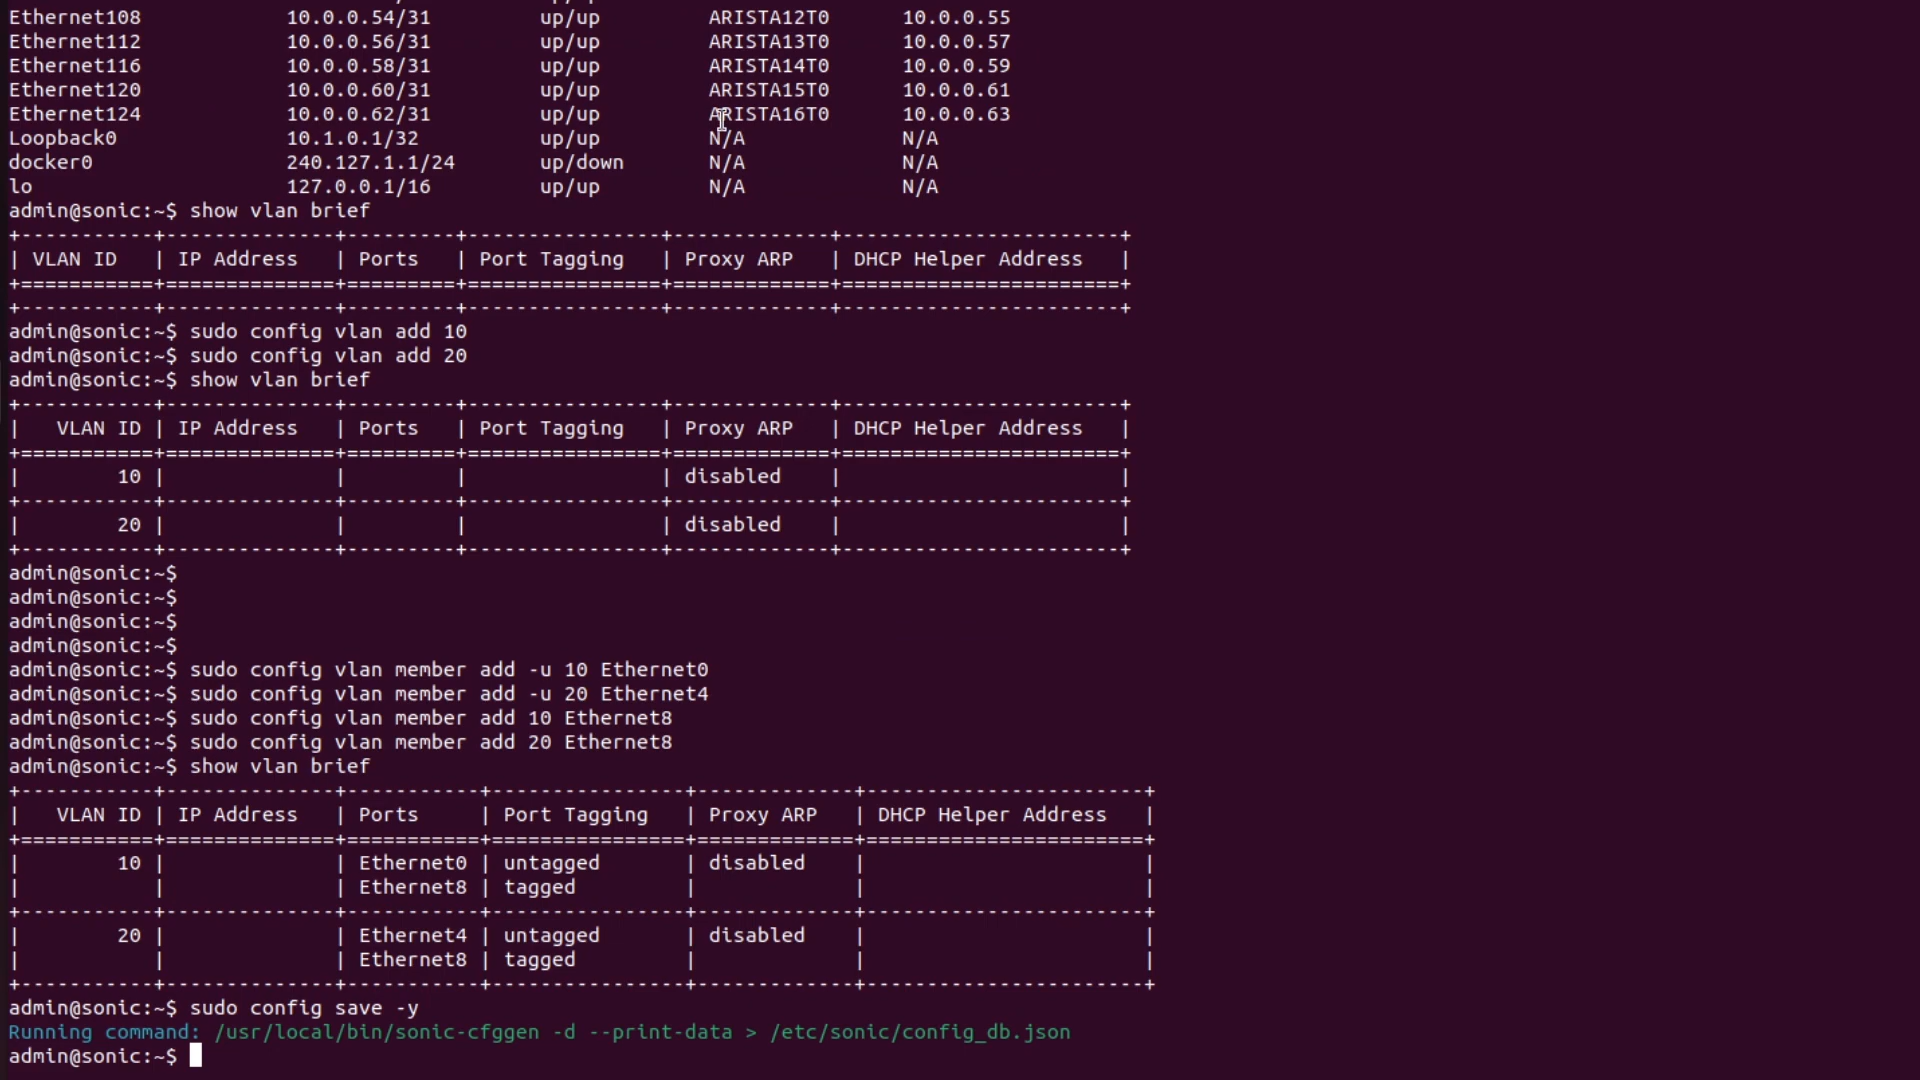 Ethernet108            10.0.0.54/31         up/up         ARISTA12T0      10.0.0.55
Ethernet112            10.0.0.56/31         up/up         ARISTA13T0      10.0.0.57
Ethernet116            10.0.0.58/31         up/up         ARISTA14T0      10.0.0.59
Ethernet120            10.0.0.60/31         up/up         ARISTA15T0      10.0.0.61
Ethernet124            10.0.0.62/31         up/up         ARISTA16T0      10.0.0.63
Loopback0              10.1.0.1/32          up/up         N/A             N/A
docker0                240.127.1.1/24       up/down       N/A             N/A
lo                     127.0.0.1/16         up/up         N/A             N/A
admin@sonic:~$ show vlan brief
+-----------+--------------+---------+----------------+-------------+-----------------------+
| VLAN ID   | IP Address   | Ports   | Port Tagging   | Proxy ARP   | DHCP Helper Address   |
+===========+==============+=========+================+=============+=======================+
+-----------+--------------+---------+----------------+-------------+-----------------------+
admin@sonic:~$ sudo config vlan add 10
admin@sonic:~$ sudo config vlan add 20
admin@sonic:~$ show vlan brief
+-----------+--------------+---------+----------------+-------------+-----------------------+
|   VLAN ID | IP Address   | Ports   | Port Tagging   | Proxy ARP   | DHCP Helper Address   |
+===========+==============+=========+================+=============+=======================+
|        10 |              |         |                | disabled    |                       |
+-----------+--------------+---------+----------------+-------------+-----------------------+
|        20 |              |         |                | disabled    |                       |
+-----------+--------------+---------+----------------+-------------+-----------------------+
admin@sonic:~$
admin@sonic:~$
admin@sonic:~$
admin@sonic:~$
admin@sonic:~$ sudo config vlan member add -u 10 Ethernet0
admin@sonic:~$ sudo config vlan member add -u 20 Ethernet4
admin@sonic:~$ sudo config vlan member add 10 Ethernet8
admin@sonic:~$ sudo config vlan member add 20 Ethernet8
admin@sonic:~$ show vlan brief
+-----------+--------------+-----------+----------------+-------------+-----------------------+
|   VLAN ID | IP Address   | Ports     | Port Tagging   | Proxy ARP   | DHCP Helper Address   |
+===========+==============+===========+================+=============+=======================+
|        10 |              | Ethernet0 | untagged       | disabled    |                       |
|           |              | Ethernet8 | tagged         |             |                       |
+-----------+--------------+-----------+----------------+-------------+-----------------------+
|        20 |              | Ethernet4 | untagged       | disabled    |                       |
|           |              | Ethernet8 | tagged         |             |                       |
+-----------+--------------+-----------+----------------+-------------+-----------------------+
admin@sonic:~$ sudo config save -y
Running command: /usr/local/bin/sonic-cfggen -d --print-data > /etc/sonic/config_db.json
admin@sonic:~$